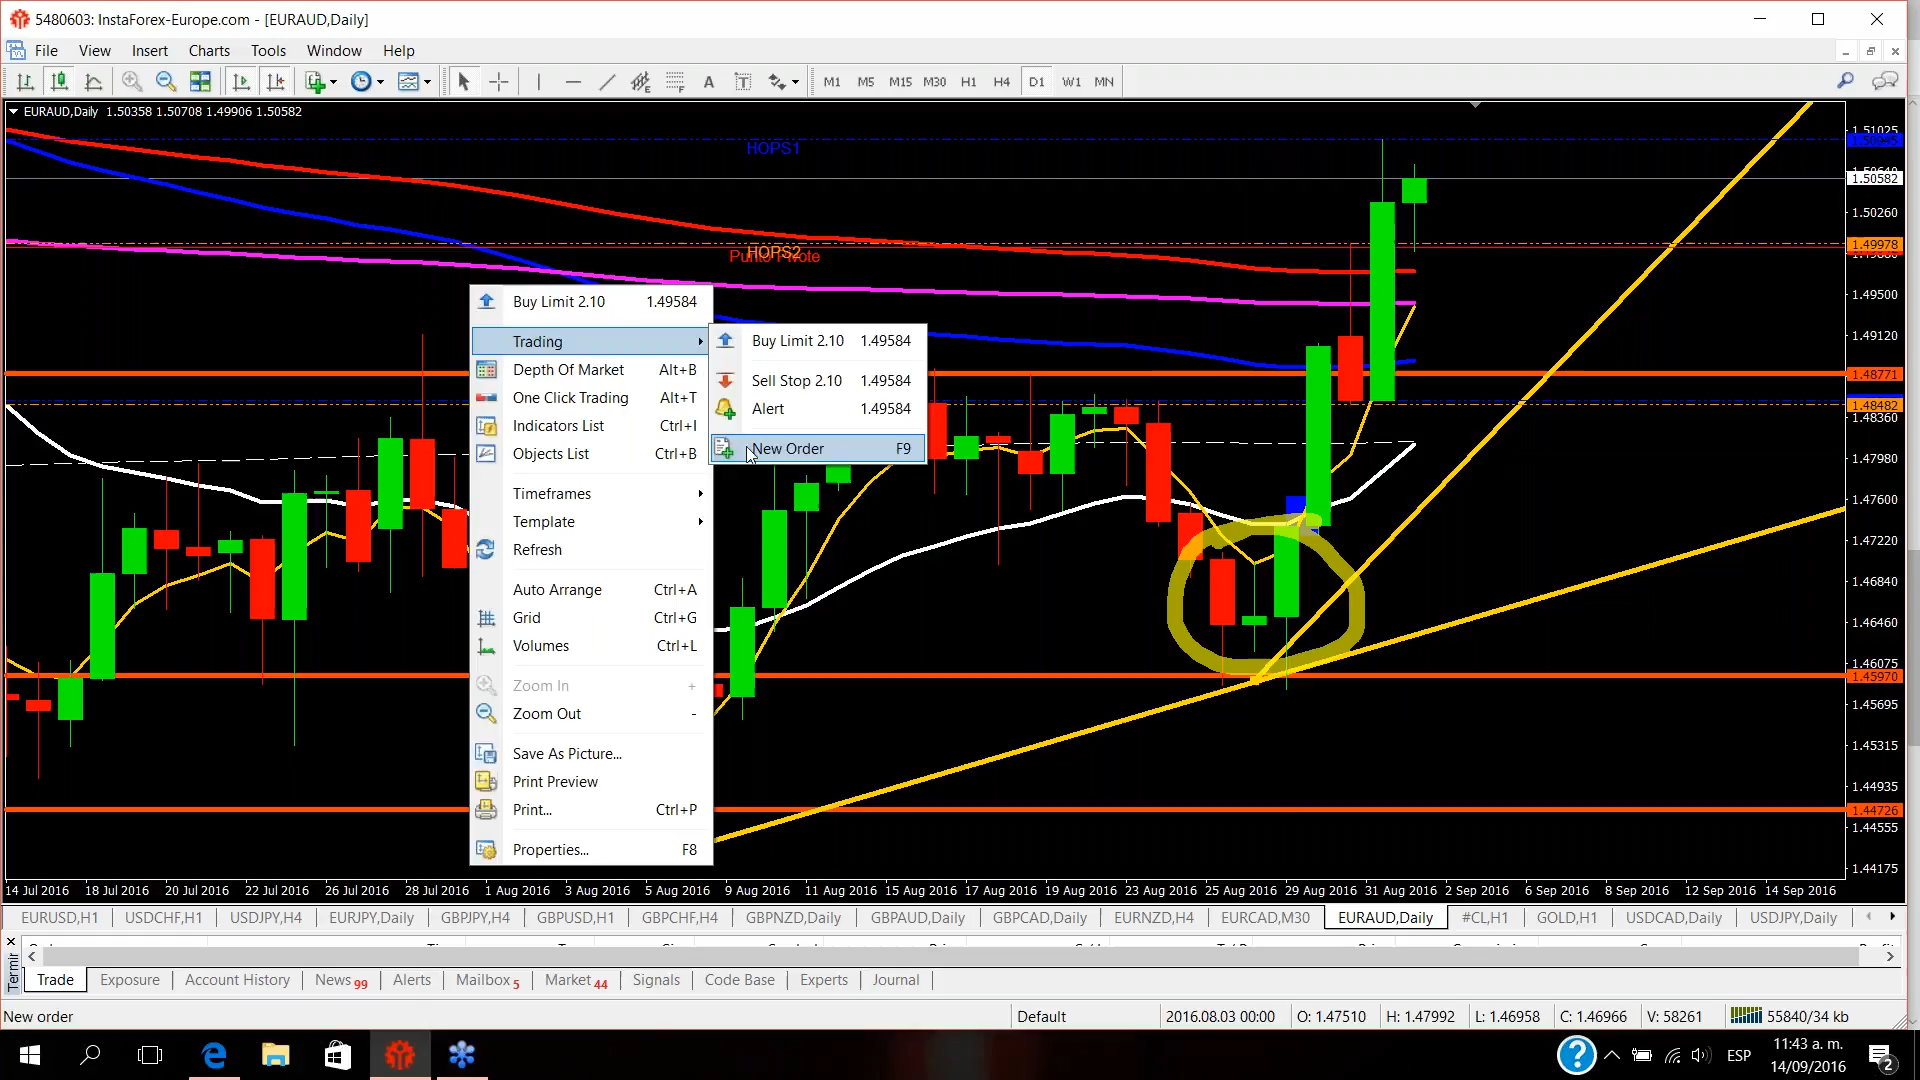 5480603: InstaForex-Europe.com - [EURAUD,Daily]
File View Insert Charts Tools Window Help
M1 M5 M15 M30 H1 H4 D1 W1 MN
EURAUD,Daily 1.50358 1.50708 1.49906 1.50582
HOPS1
HOPS2
Punto Pivote
1.51025
1.50582
1.50260
1.49978
1.49500
1.49120
1.48771
1.48482
1.48360
1.47980
1.47600
1.47220
1.46840
1.46460
1.46075
1.45970
1.45695
1.45315
1.44935
1.44726
1.44555
1.44175
Buy Limit 2.10 1.49584
Trading
Depth Of Market Alt+B
One Click Trading Alt+T
Indicators List Ctrl+I
Objects List Ctrl+B
Timeframes
Template
Refresh
Auto Arrange Ctrl+A
Grid Ctrl+G
Volumes Ctrl+L
Zoom In +
Zoom Out -
Save As Picture...
Print Preview
Print... Ctrl+P
Properties... F8
Buy Limit 2.10 1.49584
Sell Stop 2.10 1.49584
Alert 1.49584
New Order F9
14 Jul 2016 18 Jul 2016 20 Jul 2016 22 Jul 2016 26 Jul 2016 28 Jul 2016 1 Aug 2016 3 Aug 2016 5 Aug 2016 9 Aug 2016 11 Aug 2016 15 Aug 2016 17 Aug 2016 19 Aug 2016 23 Aug 2016 25 Aug 2016 29 Aug 2016 31 Aug 2016 2 Sep 2016 6 Sep 2016 8 Sep 2016 12 Sep 2016 14 Sep 2016
EURUSD,H1 USDCHF,H1 USDJPY,H4 EURJPY,Daily GBPJPY,H4 GBPUSD,H1 GBPCHF,H4 GBPNZD,Daily GBPAUD,Daily GBPCAD,Daily EURNZD,H4 EURCAD,M30 EURAUD,Daily #CL,H1 GOLD,H1 USDCAD,Daily USDJPY,Daily
Trade Exposure Account History News 99 Alerts Mailbox 5 Market 44 Signals Code Base Experts Journal
New order Default 2016.08.03 00:00 O: 1.47510 H: 1.47992 L: 1.46958 C: 1.46966 V: 58261 55840/34 kb
ESP
11:43 a. m.
14/09/2016
2